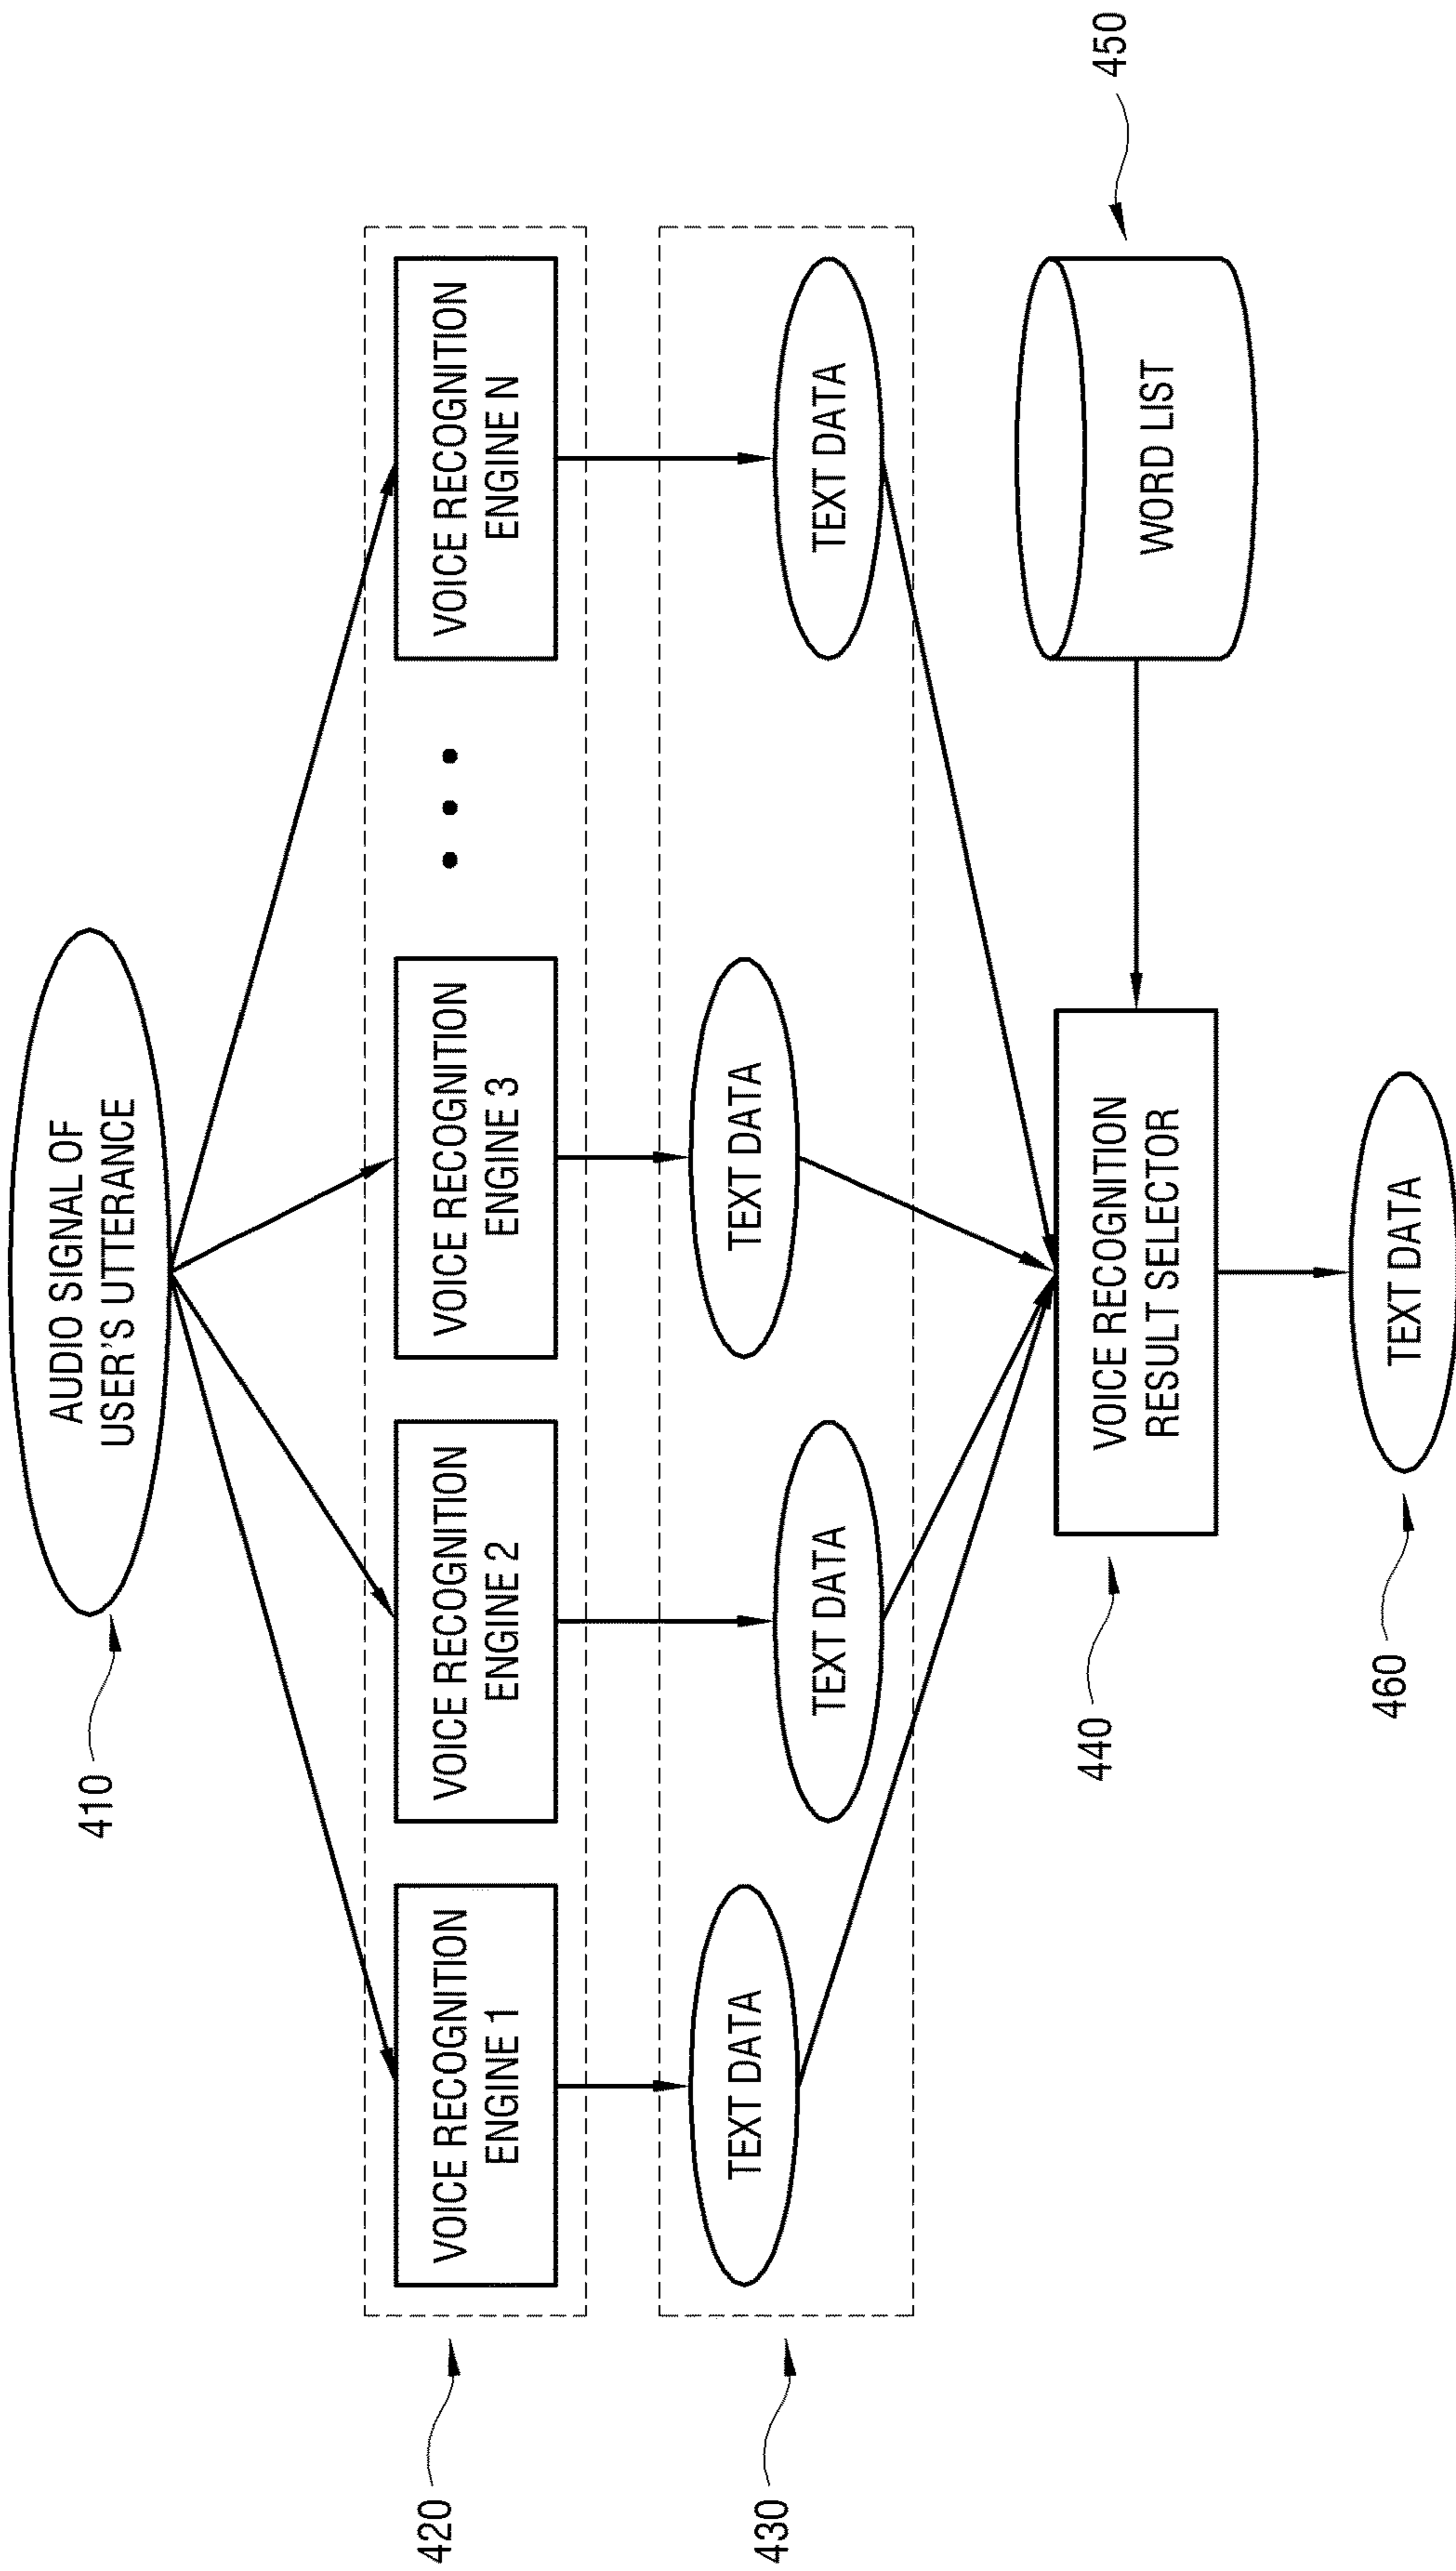 410
AUDIO SIGNAL OF
USER'S UTTERANCE
420
VOICE RECOGNITION
ENGINE 1
VOICE RECOGNITION
ENGINE 2
VOICE RECOGNITION
ENGINE 3
VOICE RECOGNITION
ENGINE N
430
TEXT DATA
TEXT DATA
TEXT DATA
TEXT DATA
440
VOICE RECOGNITION
RESULT SELECTOR
WORD LIST
450
460
TEXT DATA